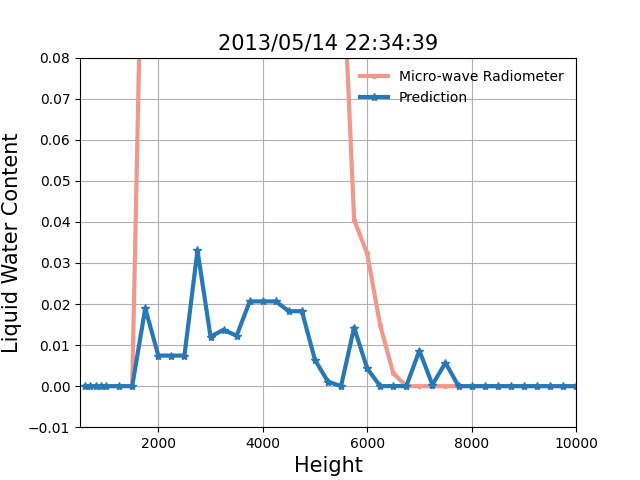 2013/05/14 22:34:39
0.08
0.07
0.06
0.05
0.04
0.03
0.02
0.01
0.00
−0.01
Liquid Water Content
Micro-wave Radiometer
Prediction
2000 4000 6000 8000 10000
Height